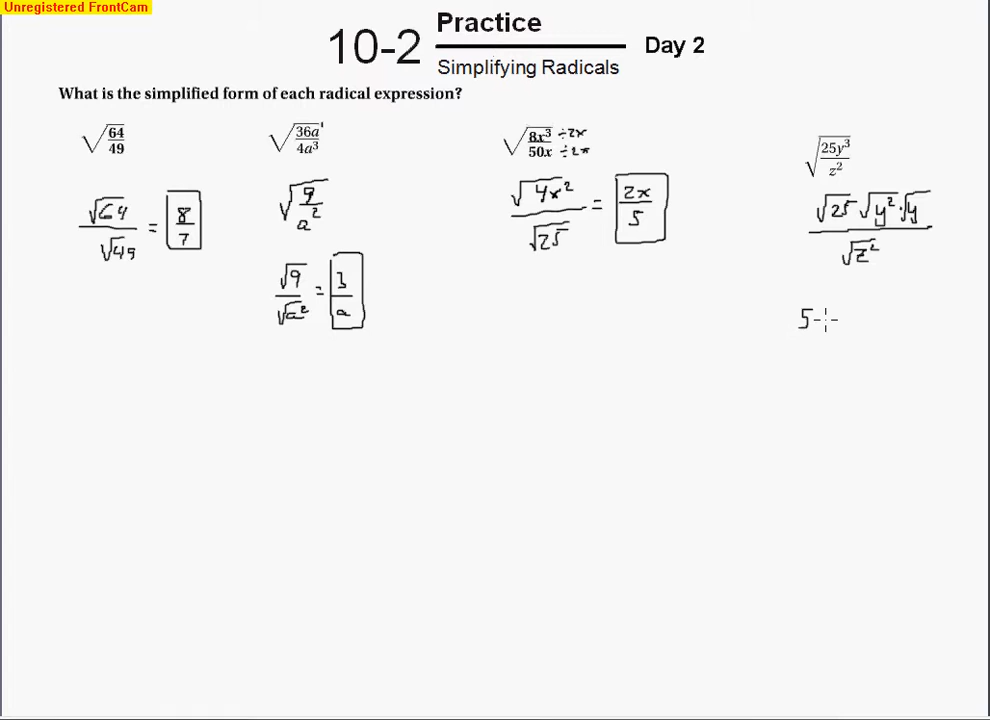 Unregistered FrontCam
10-2 Practice Day 2
Simplifying Radicals
What is the simplified form of each radical expression?
√(64/49)
√64/√49 = 8/7
√(36a¹/4a³)
√(9/a²)
√9/√a² = 3/a
√(8x³/50x) ÷2x ÷2x
√4x²/√25 = 2x/5
√(25y³/z²)
√25 √y²·√y/√z²
5